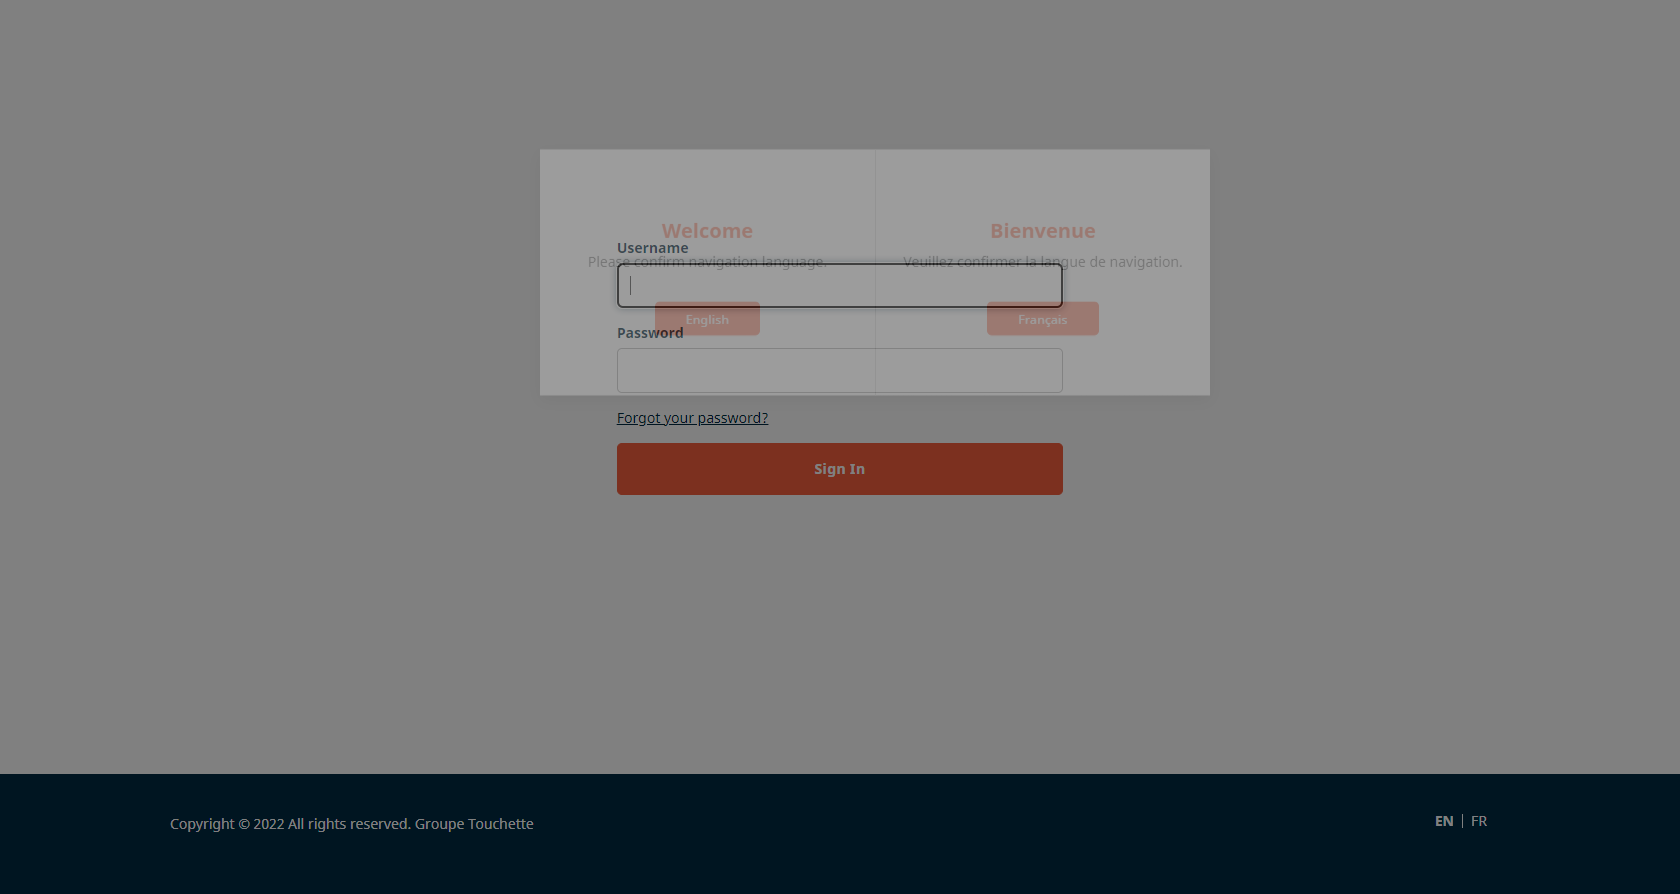 Welcome
Bienvenue
Username
Please confirm navigation language.
Veuillez confirmer la langue de navigation.
English
Français
Password
Forgot your password?
Sign In
Copyright © 2022 All rights reserved. Groupe Touchette
EN | FR